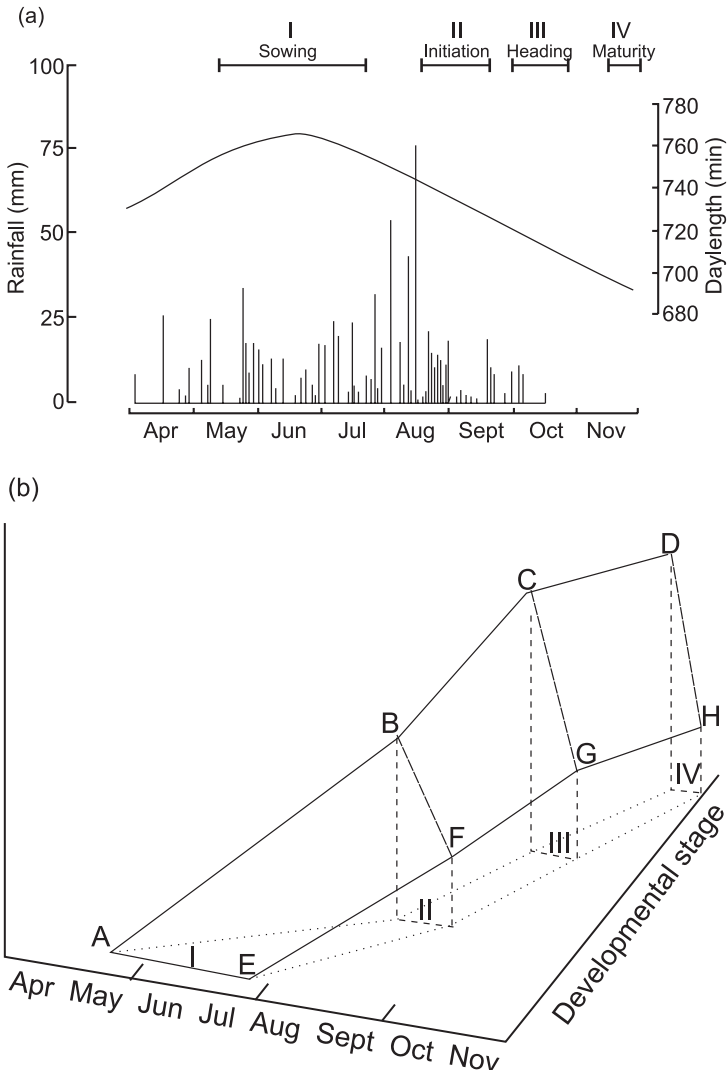 (a)
I II III IV
Sowing Initiation Heading Maturity
100
75
50
25
0
Rainfall (mm)
780
760
740
720
700
680
Daylength (min)
Apr May Jun Jul Aug Sept Oct Nov
(b)
D
C
B
H
G
IV
F
III
II
A
I
E
Apr May Jun Jul Aug Sept Oct Nov
Developmental stage